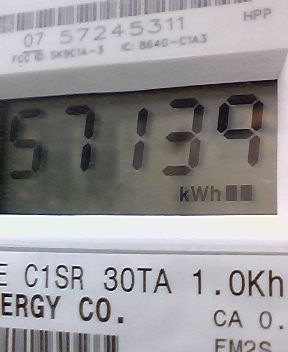 HPP
07 57245311
FCC ID: SK9C1A-3 IC: 864G-C1A3
57139
kWh
E C1SR 30TA 1.0Kh
ERGY CO.
CA 0.
FM2S